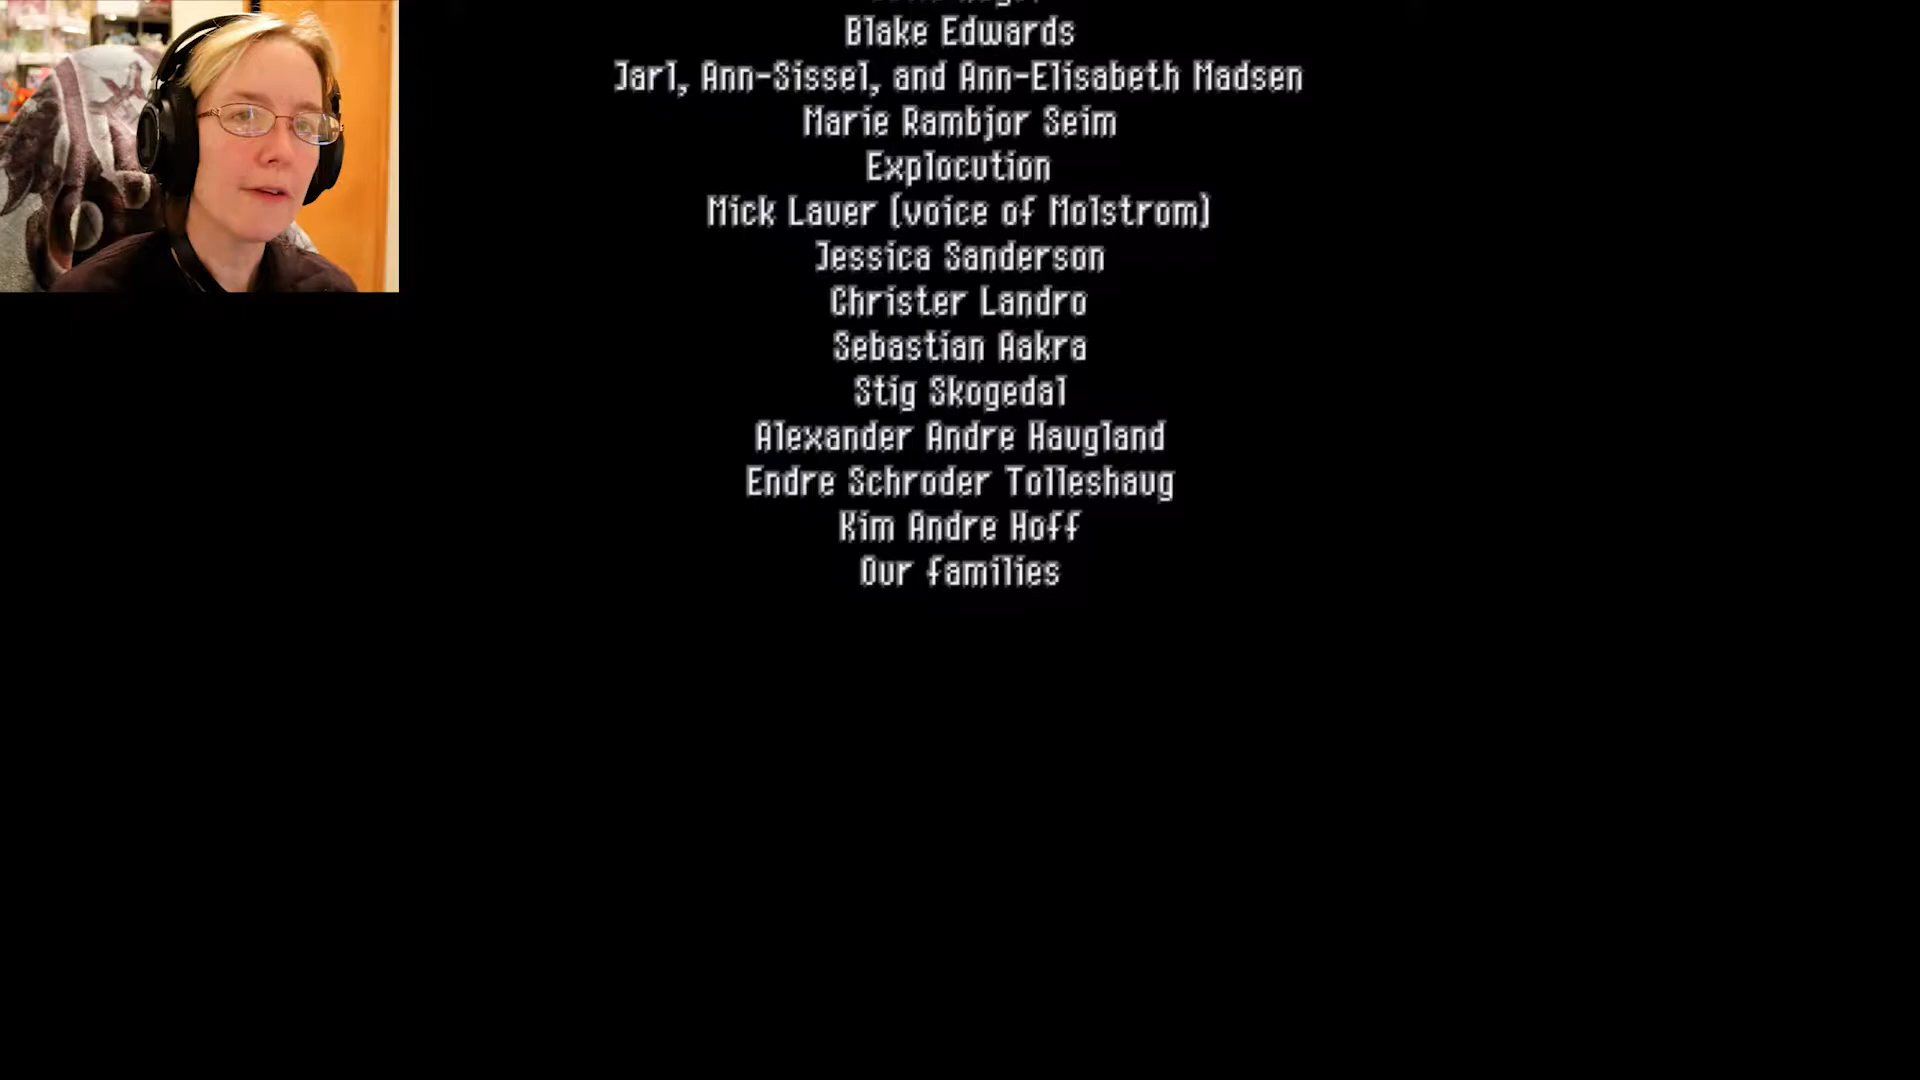 Blake Edwards
Jarl, Ann-Sissel, and Ann-Elisabeth Madsen
Marie Rambjor Seim
Explocution
Mick Lauer (voice of Molstrom)
Jessica Sanderson
Christer Landro
Sebastian Aakra
Stig Skogedal
Alexander Andre Haugland
Endre Schroder Tolleshaug
Kim Andre Hoff
Our families